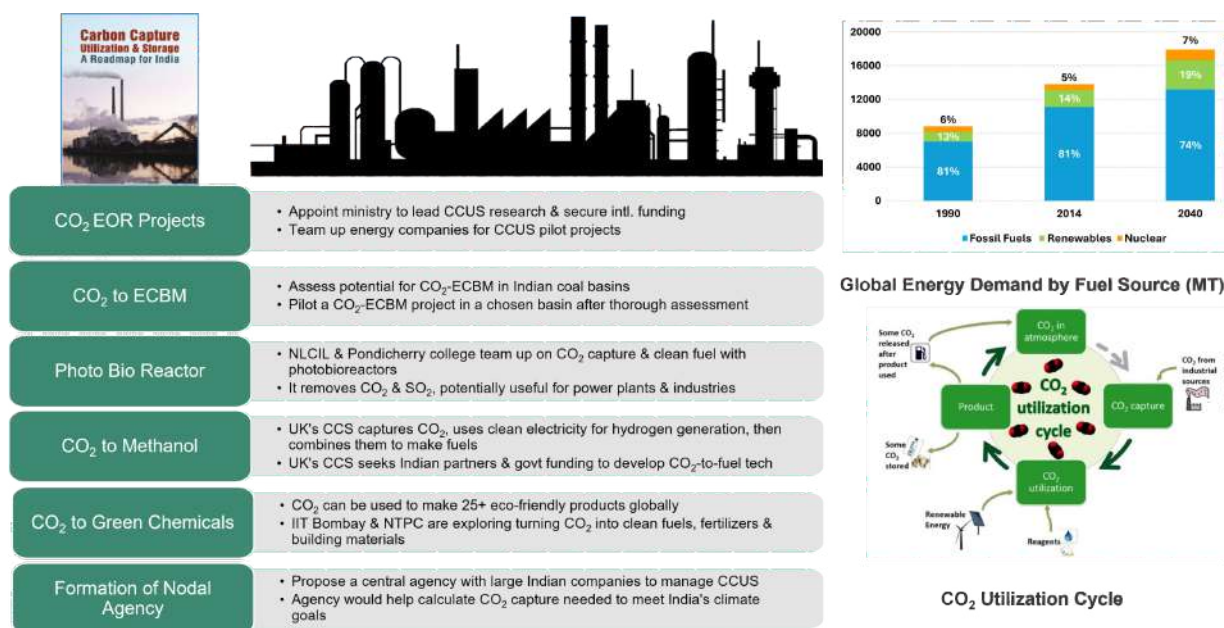 Carbon Capture
Utilization & Storage
A Roadmap for India
CO₂ EOR Projects
• Appoint ministry to lead CCUS research & secure intl. funding
• Team up energy companies for CCUS pilot projects
CO₂ to ECBM
• Assess potential for CO₂-ECBM in Indian coal basins
• Pilot a CO₂-ECBM project in a chosen basin after thorough assessment
Photo Bio Reactor
• NLCIL & Pondicherry college team up on CO₂ capture & clean fuel with
photobioreactors
• It removes CO₂ & SO₂, potentially useful for power plants & industries
CO₂ to Methanol
• UK's CCS captures CO₂, uses clean electricity for hydrogen generation, then
combines them to make fuels
• UK's CCS seeks Indian partners & govt funding to develop CO₂-to-fuel tech
CO₂ to Green Chemicals
• CO₂ can be used to make 25+ eco-friendly products globally
• IIT Bombay & NTPC are exploring turning CO₂ into clean fuels, fertilizers &
building materials
Formation of Nodal
Agency
• Propose a central agency with large Indian companies to manage CCUS
• Agency would help calculate CO₂ capture needed to meet India's climate
goals
20000
16000
12000
8000
4000
0
6%
13%
81%
5%
14%
81%
7%
19%
74%
1990
2014
2040
Fossil Fuels
Renewables
Nuclear
Global Energy Demand by Fuel Source (MT)
Some CO₂
released
after
product
used
CO₂ in
atmosphere
CO₂ from
industrial
sources
CO₂
utilization
cycle
Product
CO₂ capture
Some
CO₂
stored
CO₂
utilization
Renewable
Energy
Reagents
CO₂ Utilization Cycle